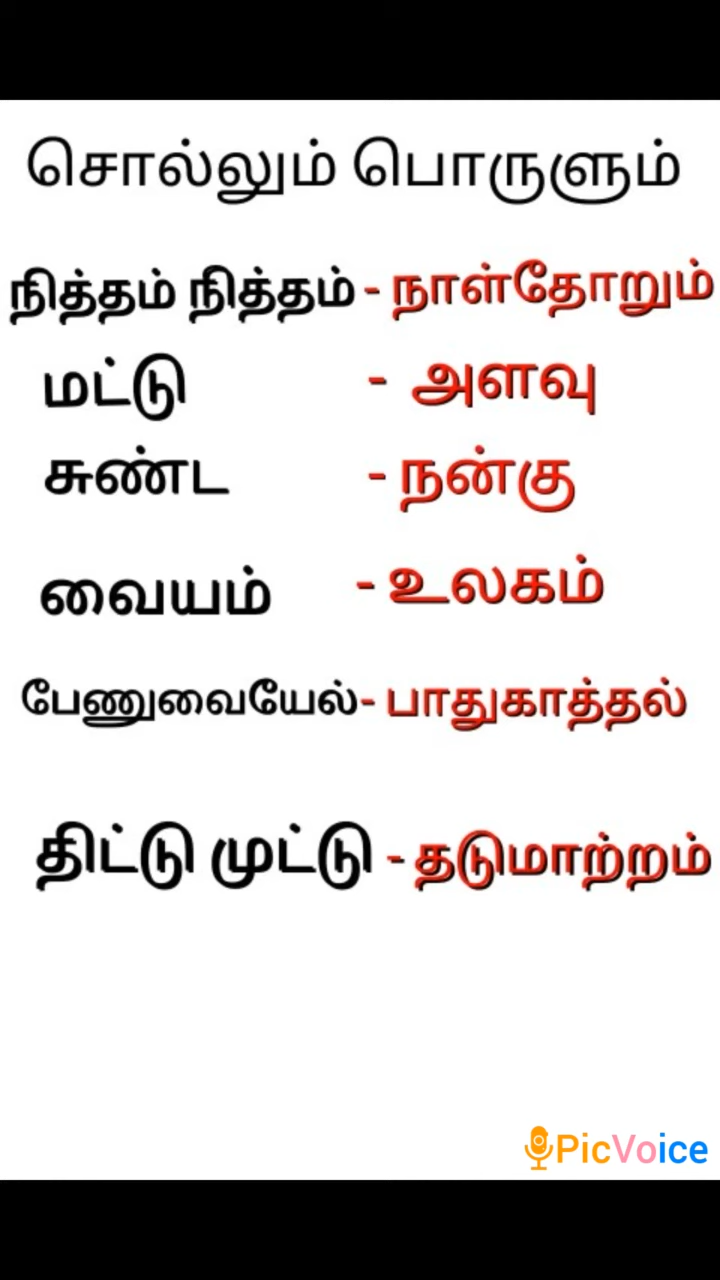 சொல்லும் பொருளும்
நித்தம் நித்தம் - நாள்தோறும்
மட்டு - அளவு
சுண்ட - நன்கு
வையம் - உலகம்
பேணுவையேல் - பாதுகாத்தல்
திட்டு முட்டு - தடுமாற்றம்
PicVoice